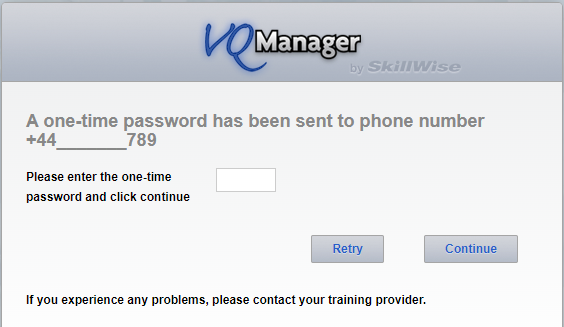 VQManager
by SkillWise
A one-time password has been sent to phone number
+44_______789
Please enter the one-time
password and click continue
Retry
Continue
If you experience any problems, please contact your training provider.